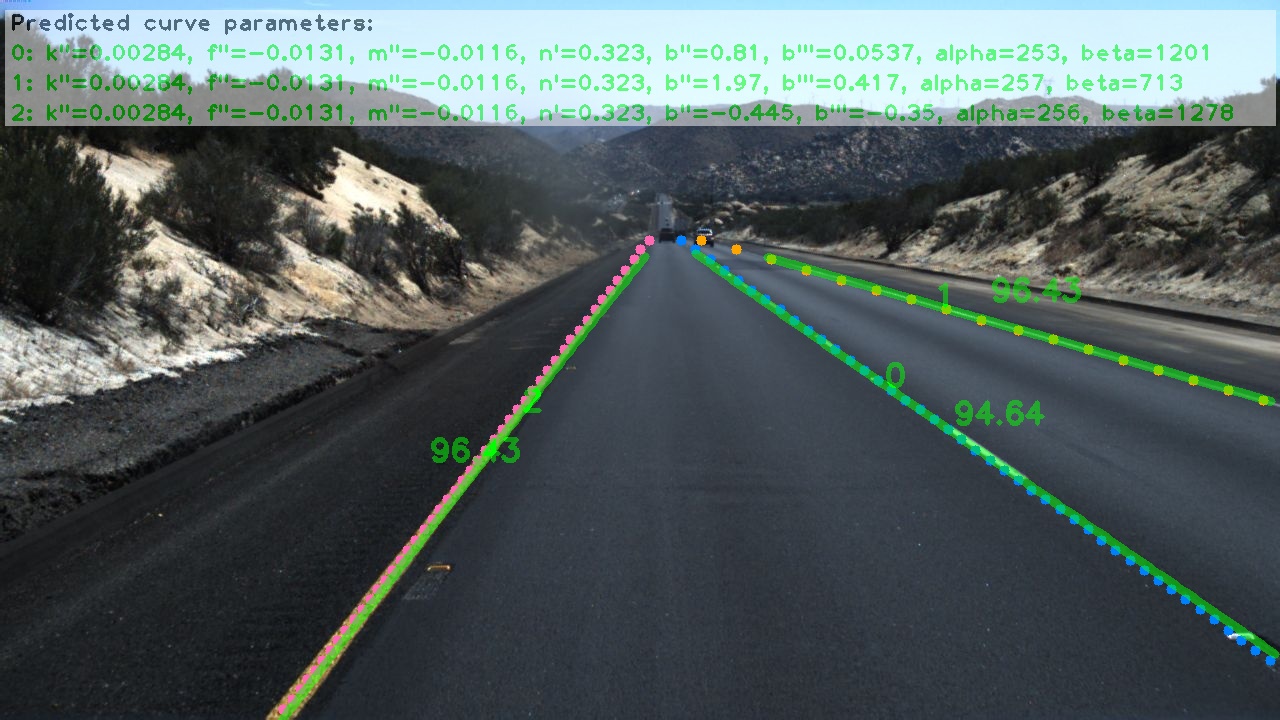 Predicted curve parameters:
0: k''=0.00284, f''=-0.0131, m''=-0.0116, n'=0.323, b''=0.81, b'''=0.0537, alpha=253, beta=1201
1: k''=0.00284, f''=-0.0131, m''=-0.0116, n'=0.323, b''=1.97, b'''=0.417, alpha=257, beta=713
2: k''=0.00284, f''=-0.0131, m''=-0.0116, n'=0.323, b''=-0.445, b'''=-0.35, alpha=256, beta=1278
1 96.43
0
94.64
2
96.43